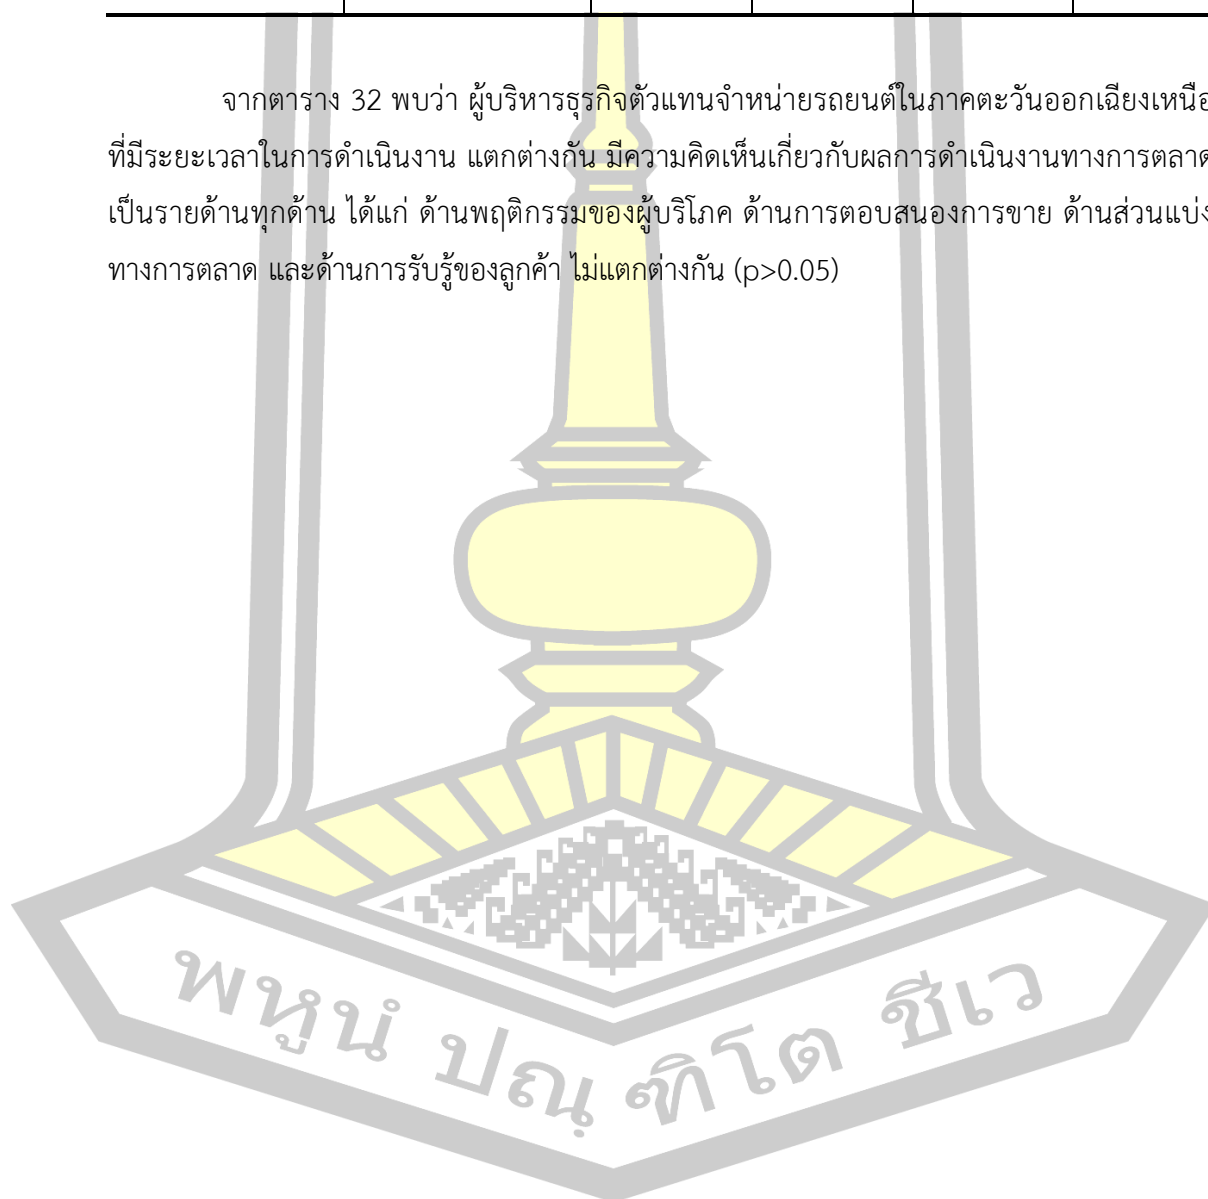 จากตาราง 32 พบว่า ผู้บริหารธุรกิจตัวแทนจำหน่ายรถยนต์ในภาคตะวันออกเฉียงเหนือ
ที่มีระยะเวลาในการดำเนินงาน แตกต่างกัน มีความคิดเห็นเกี่ยวกับผลการดำเนินงานทางการตลาด
เป็นรายด้านทุกด้าน ได้แก่ ด้านพฤติกรรมของผู้บริโภค ด้านการตอบสนองการขาย ด้านส่วนแบ่ง
ทางการตลาด และด้านการรับรู้ของลูกค้า ไม่แตกต่างกัน (p>0.05)
พหูนํ ปณฺ ฑิโต ชีเว